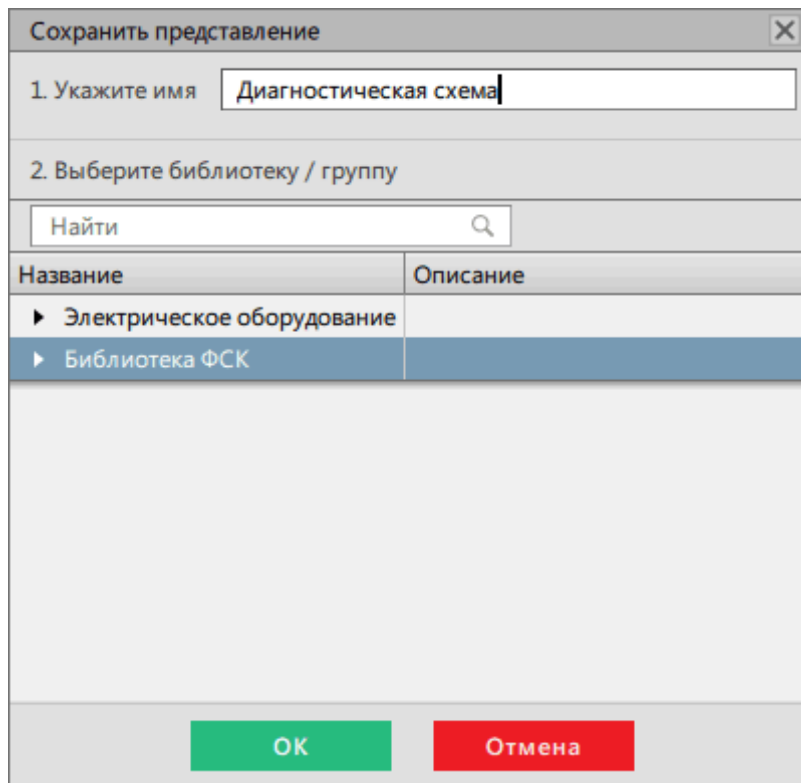 Сохранить представление
1. Укажите имя Диагностическая схема
2. Выберите библиотеку / группу
Найти
Название Описание
Электрическое оборудование
Библиотека ФСК
ОК Отмена